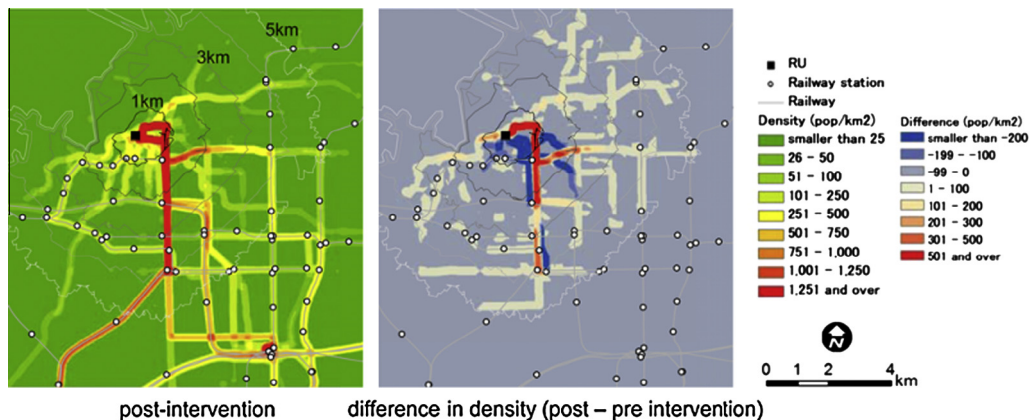 5km
3km
1km
RU
Railway station
Railway
Density (pop/km2)
smaller than 25
26 - 50
51 - 100
101 - 250
251 - 500
501 - 750
751 - 1,000
1,001 - 1,250
1,251 and over
Difference (pop/km2)
smaller than -200
-199 - -100
-99 - 0
1 - 100
101 - 200
201 - 300
301 - 500
501 and over
N
0 1 2 4
km
post-intervention
difference in density (post – pre intervention)